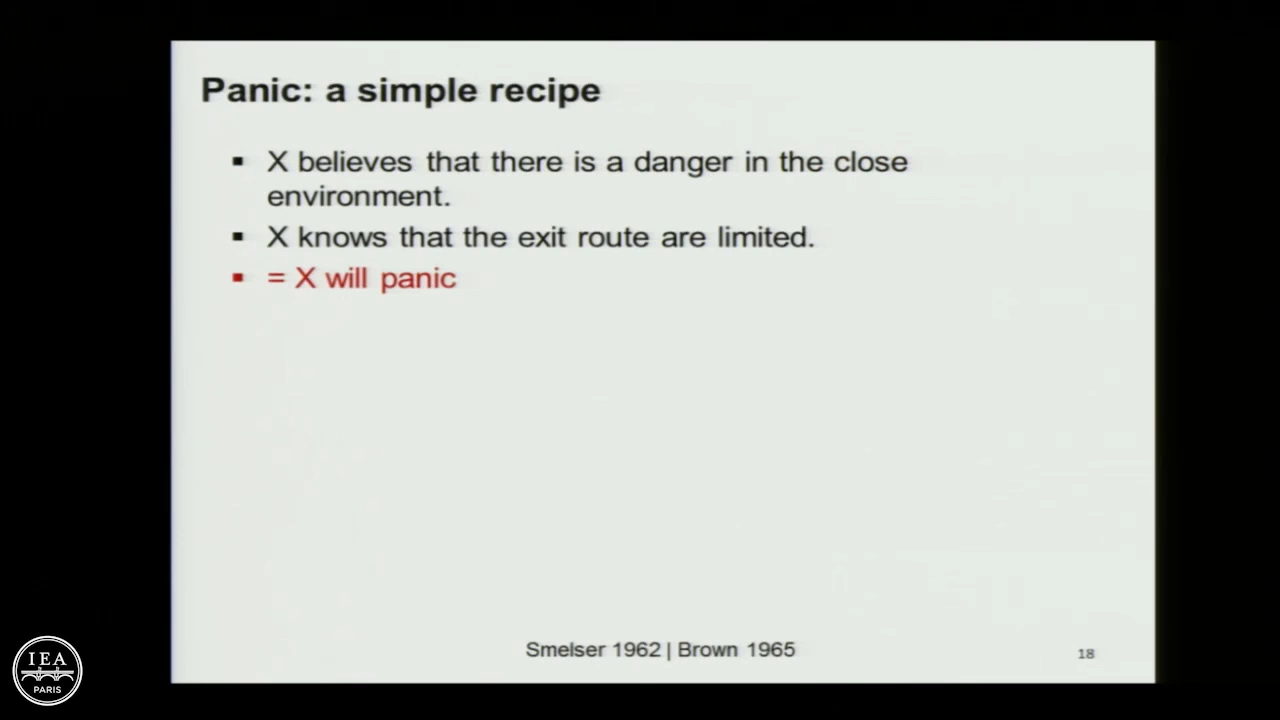 Panic: a simple recipe
▪ X believes that there is a danger in the close
environment.
▪ X knows that the exit route are limited.
▪ = X will panic
Smelser 1962 | Brown 1965
18
IEA
PARIS